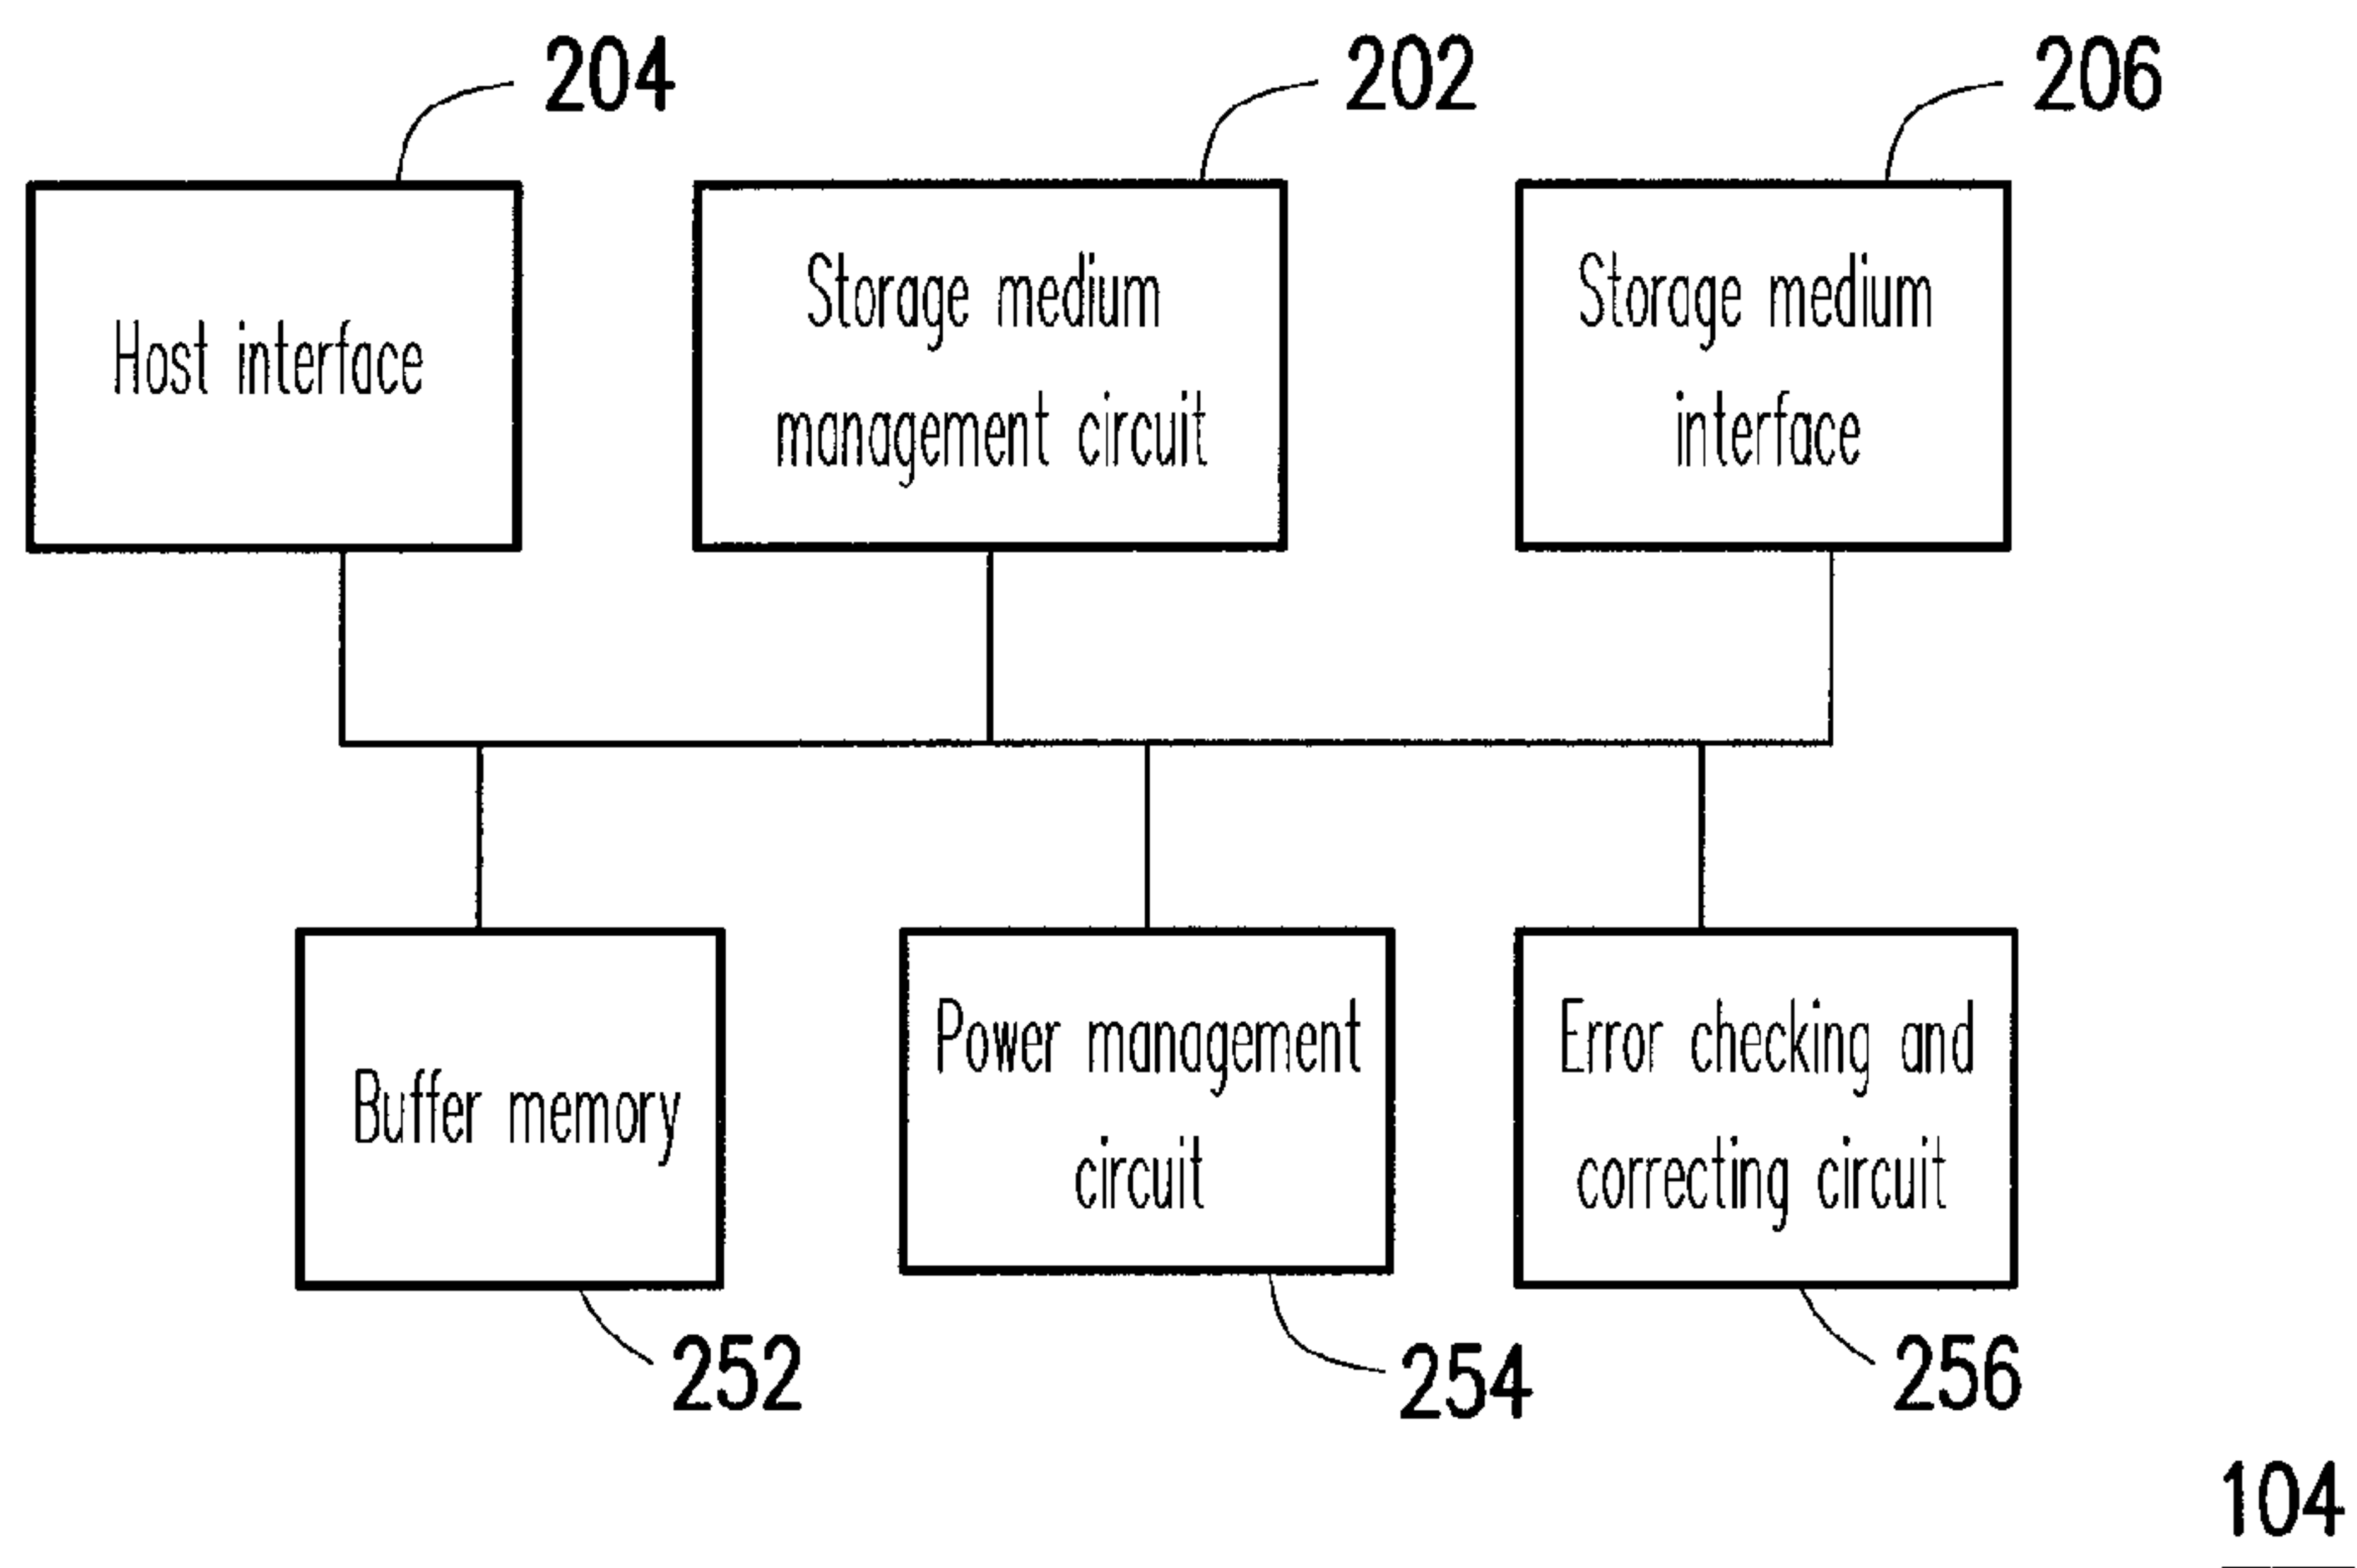 204
202
206
Host interface
Storage medium
management circuit
Storage medium
interface
Buffer memory
Power management
circuit
Error checking and
correcting circuit
252
254
256
104